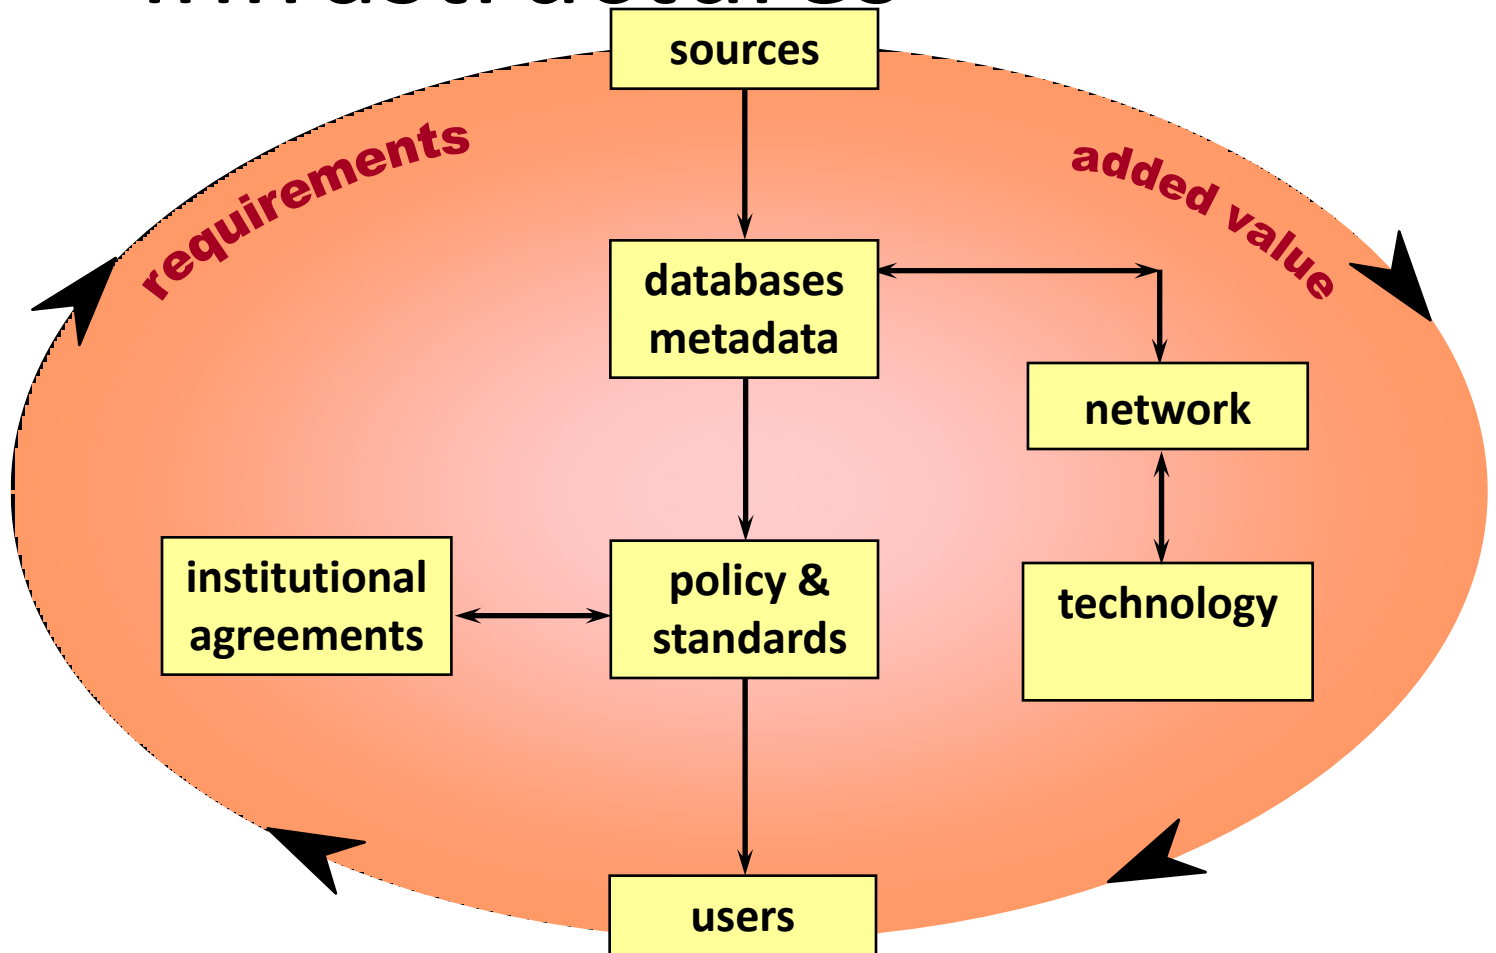 sources
requirements
added value
databases
metadata
network
institutional
agreements
policy &
standards
technology
users